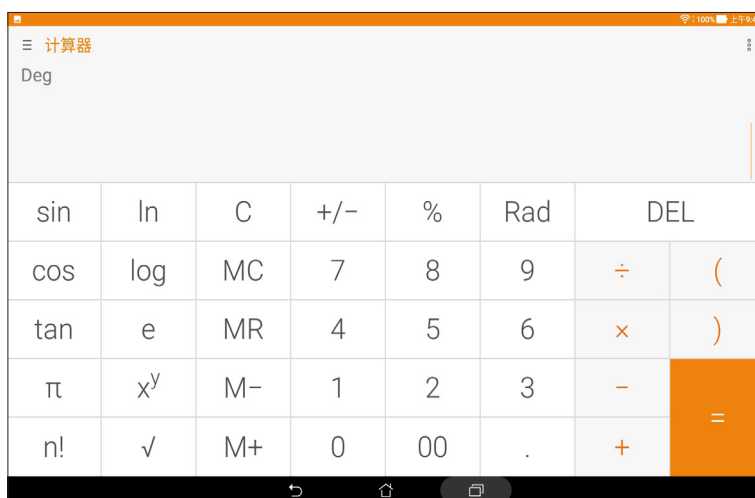 100% 上午9:4
计算器
Deg
sin ln C +/− % Rad DEL
cos log MC 7 8 9 ÷ (
tan e MR 4 5 6 × )
π xʸ M− 1 2 3 −
n! √ M+ 0 00 . + =